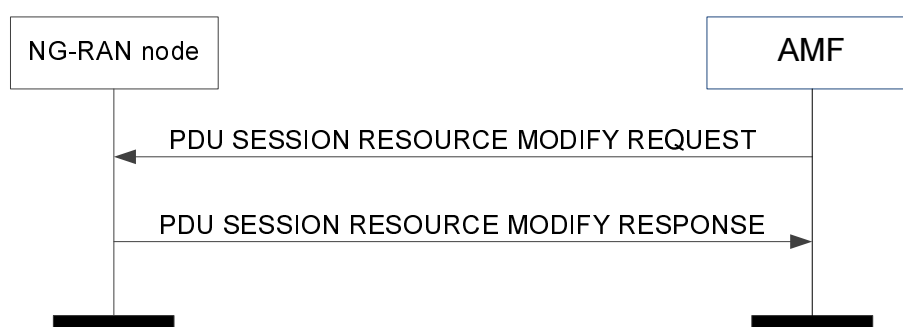 NG-RAN node
AMF
PDU SESSION RESOURCE MODIFY REQUEST
PDU SESSION RESOURCE MODIFY RESPONSE